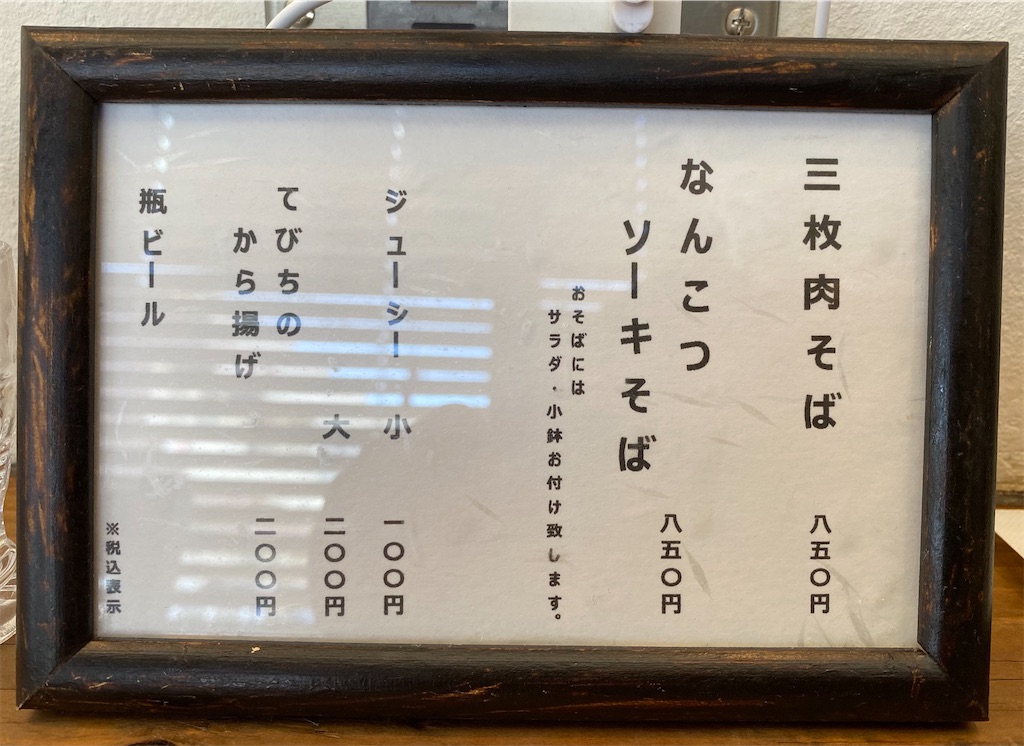 三枚肉そば 八五〇円
なんこつ
ソーキそば 八五〇円
おそばには
サラダ・小鉢お付け致します。
ジューシー 小 一〇〇円
大 二〇〇円
てびちの
から揚げ 二〇〇円
瓶ビール
※税込表示